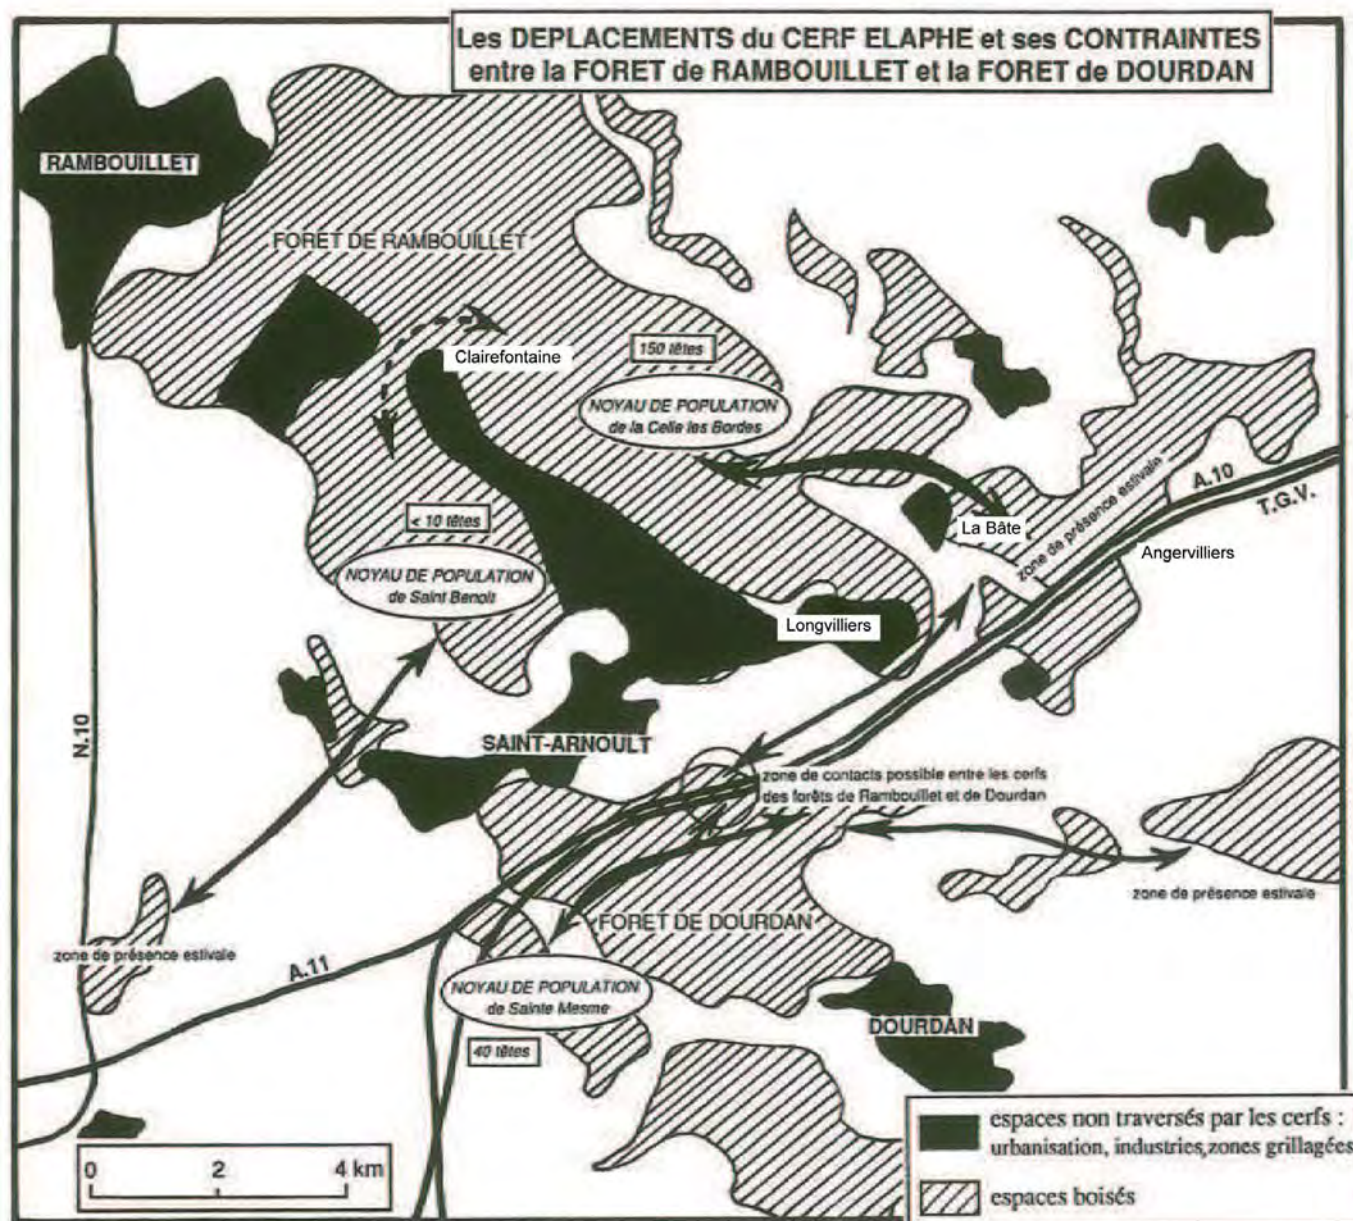 Les DEPLACEMENTS du CERF ELAPHE et ses CONTRAINTES
entre la FORET de RAMBOUILLET et la FORET de DOURDAN
RAMBOUILLET
FORET DE RAMBOUILLET
Clairefontaine
150 têtes
NOYAU DE POPULATION
de la Celle les Bordes
< 10 têtes
NOYAU DE POPULATION
de Saint Benoit
La Bâte
zone de présence estivale
A.10
T.G.V.
Angervilliers
Longvilliers
N.10
SAINT-ARNOULT
zone de contacts possible entre les cerfs
des forêts de Rambouillet et de Dourdan
zone de présence estivale
FORET DE DOURDAN
zone de présence estivale
A.11
NOYAU DE POPULATION
de Sainte Mesme
40 têtes
DOURDAN
espaces non traversés par les cerfs :
urbanisation, industries, zones grillagées
espaces boisés
0 2 4 km